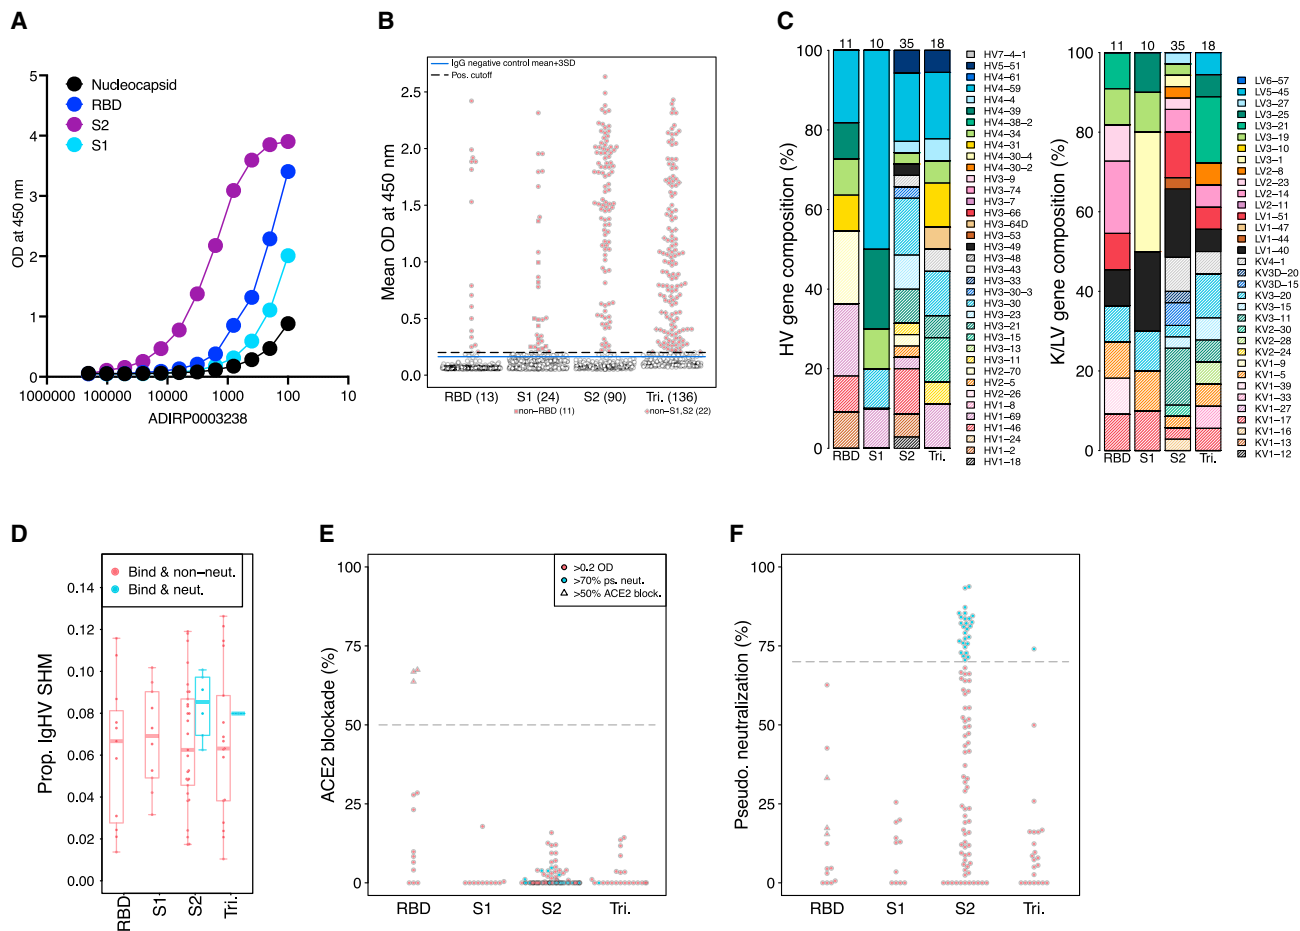 A
Nucleocapsid
RBD
S2
S1
OD at 450 nm
5
4
3
2
1
0
1000000 100000 10000 1000 100 10
ADIRP0003238
B
IgG negative control mean+3SD
Pos. cutoff
Mean OD at 450 nm
2.5
2.0
1.5
1.0
0.5
0.0
RBD (13) S1 (24) S2 (90) Tri. (136)
non-RBD (11) non-S1,S2 (22)
C
HV gene composition (%)
11 10 35 18
100
80
60
40
20
0
RBD S1 S2 Tri.
HV7-4-1
HV5-51
HV4-61
HV4-59
HV4-4
HV4-39
HV4-38-2
HV4-34
HV4-31
HV4-30-4
HV4-30-2
HV3-9
HV3-74
HV3-7
HV3-66
HV3-64D
HV3-53
HV3-49
HV3-48
HV3-43
HV3-33
HV3-30-3
HV3-30
HV3-23
HV3-21
HV3-15
HV3-13
HV3-11
HV2-70
HV2-5
HV2-26
HV1-8
HV1-69
HV1-46
HV1-24
HV1-2
HV1-18
K/LV gene composition (%)
11 10 35 18
100
80
60
40
20
0
RBD S1 S2 Tri.
LV6-57
LV5-45
LV3-27
LV3-25
LV3-21
LV3-19
LV3-10
LV3-1
LV2-8
LV2-23
LV2-14
LV2-11
LV1-51
LV1-47
LV1-44
LV1-40
KV4-1
KV3D-20
KV3D-15
KV3-20
KV3-15
KV3-11
KV2-30
KV2-28
KV2-24
KV1-9
KV1-5
KV1-39
KV1-33
KV1-27
KV1-17
KV1-16
KV1-13
KV1-12
D
Bind & non-neut.
Bind & neut.
Prop. IgHV SHM
0.14
0.12
0.10
0.08
0.06
0.04
0.02
0.00
RBD S1 S2 Tri.
E
>0.2 OD
>70% ps. neut.
>50% ACE2 block.
ACE2 blockade (%)
100
75
50
25
0
RBD S1 S2 Tri.
F
Pseudo. neutralization (%)
100
75
50
25
0
RBD S1 S2 Tri.